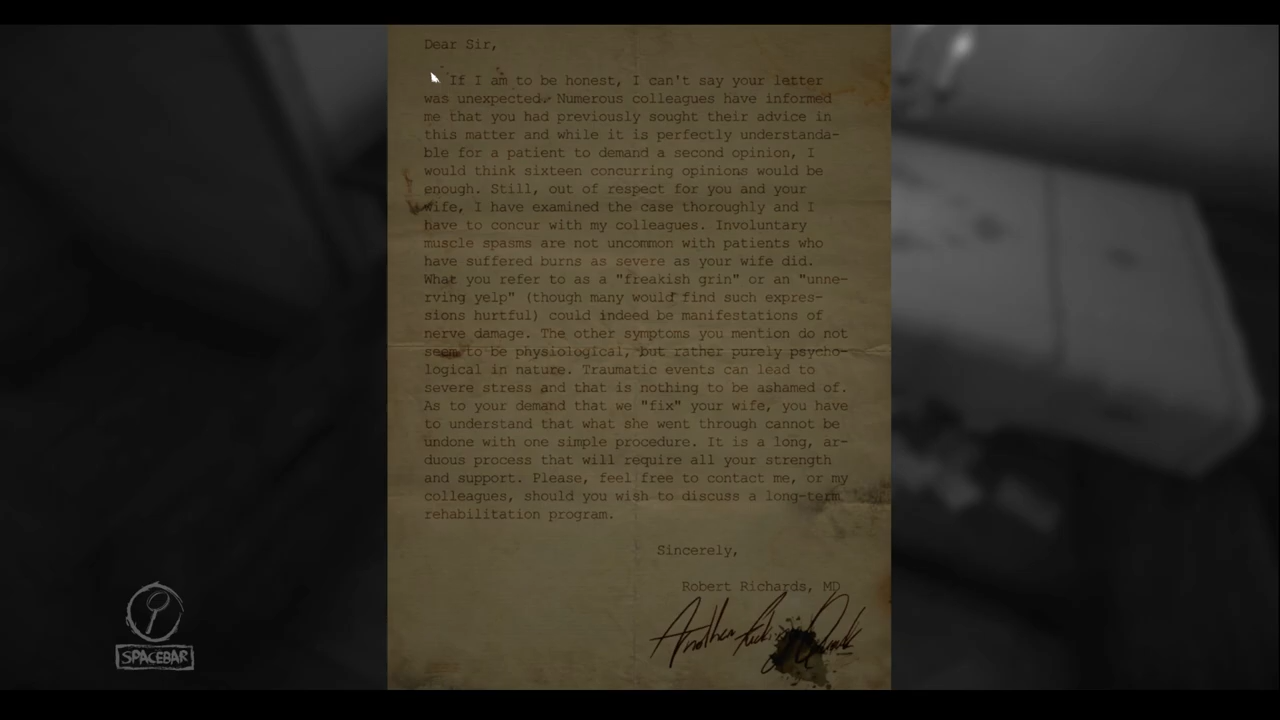 Dear Sir,
If I am to be honest, I can't say your letter
was unexpected. Numerous colleagues have informed
me that you had previously sought their advice in
this matter and while it is perfectly understanda-
ble for a patient to demand a second opinion, I
would think sixteen concurring opinions would be
enough. Still, out of respect for you and your
wife, I have examined the case thoroughly and I
have to concur with my colleagues. Involuntary
muscle spasms are not uncommon with patients who
have suffered burns as severe as your wife did.
What you refer to as a "freakish grin" or an "unne-
rving yelp" (though many would find such expres-
sions hurtful) could indeed be manifestations of
nerve damage. The other symptoms you mention do not
seem to be physiological, but rather purely psycho-
logical in nature. Traumatic events can lead to
severe stress and that is nothing to be ashamed of.
As to your demand that we "fix" your wife, you have
to understand that what she went through cannot be
undone with one simple procedure. It is a long, ar-
duous process that will require all your strength
and support. Please, feel free to contact me, or my
colleagues, should you wish to discuss a long-term
rehabilitation program.
Sincerely,
Robert Richards, MD
Another
SPACEBAR